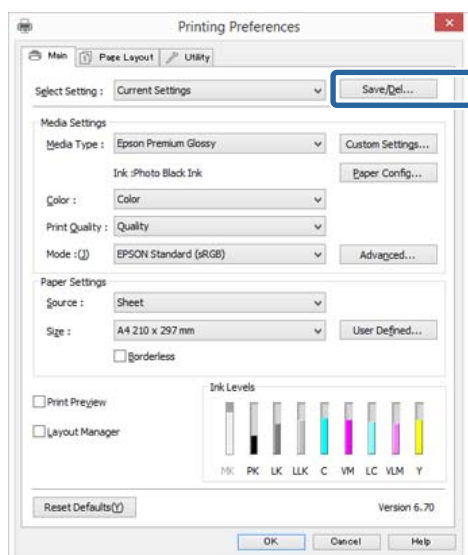 Printing Preferences
Main Page Layout Utility
Select Setting : Current Settings Save/Del...
Media Settings
Media Type : Epson Premium Glossy Custom Settings...
Ink :Photo Black Ink Paper Config...
Color : Color
Print Quality : Quality
Mode :(J) EPSON Standard (sRGB) Advanced...
Paper Settings
Source : Sheet
Size : A4 210 x 297 mm User Defined...
Borderless
Ink Levels
Print Preview
Layout Manager
MK PK LK LLK C VM LC VLM Y
Reset Defaults(Y) Version 6.70
OK Cancel Help